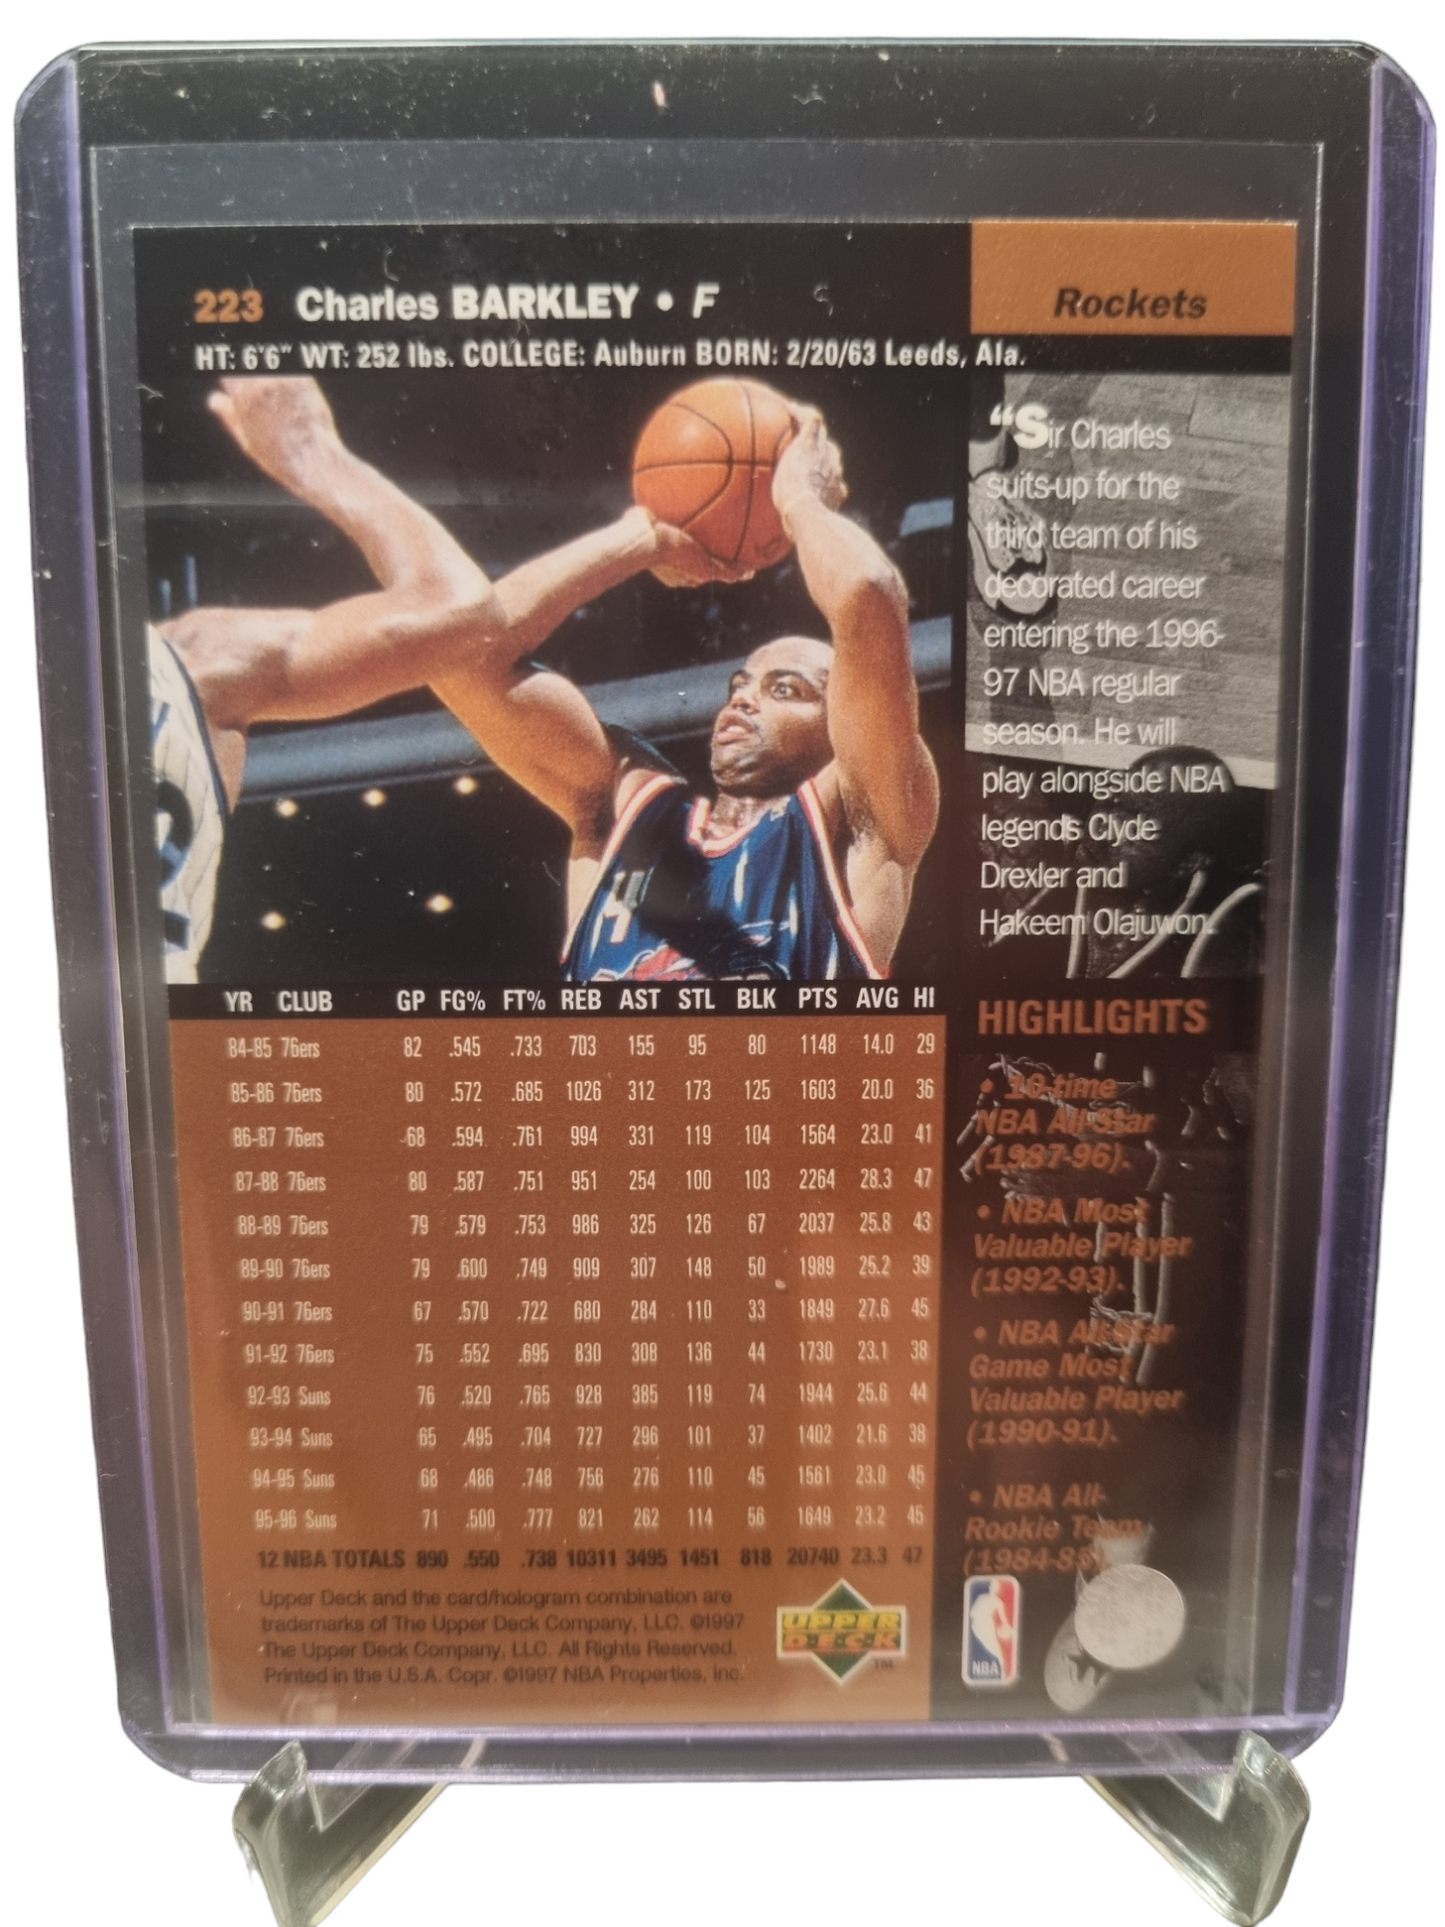 223 Charles BARKLEY • F
Rockets
HT: 6'6" WT: 252 lbs. COLLEGE: Auburn BORN: 2/20/63 Leeds, Ala.
“Sir Charles
suits-up for the
third team of his
decorated career
entering the 1996-
97 NBA regular
season. He will
play alongside NBA
legends Clyde
Drexler and
Hakeem Olajuwon.
YR CLUB GP FG% FT% REB AST STL BLK PTS AVG HI
84-85 76ers 82 .545 .733 703 155 95 80 1148 14.0 29
85-86 76ers 80 .572 .685 1026 312 173 125 1603 20.0 36
86-87 76ers 68 .594 .761 994 331 119 104 1564 23.0 41
87-88 76ers 80 .587 .751 951 254 100 103 2264 28.3 47
88-89 76ers 79 .579 .753 986 325 126 67 2037 25.8 43
89-90 76ers 79 .600 .749 909 307 148 50 1989 25.2 39
90-91 76ers 67 .570 .722 680 284 110 33 1849 27.6 45
91-92 76ers 75 .552 .695 830 308 136 44 1730 23.1 38
92-93 Suns 76 .520 .765 928 385 119 74 1944 25.6 44
93-94 Suns 65 .495 .704 727 296 101 37 1402 21.6 38
94-95 Suns 68 .486 .748 756 276 110 45 1561 23.0 45
95-96 Suns 71 .500 .777 821 262 114 56 1649 23.2 45
12 NBA TOTALS 890 .550 .738 10311 3495 1451 818 20740 23.3 47
HIGHLIGHTS
• 10-time
NBA All-Star
(1987-96).
• NBA Most
Valuable Player
(1992-93).
• NBA All-Star
Game Most
Valuable Player
(1990-91).
• NBA All-
Rookie Team
(1984-85).
Upper Deck and the card/hologram combination are
trademarks of The Upper Deck Company, LLC. ©1997
The Upper Deck Company, LLC. All Rights Reserved.
Printed in the U.S.A. Copr. ©1997 NBA Properties, Inc.
UPPER
DECK
TM
NBA